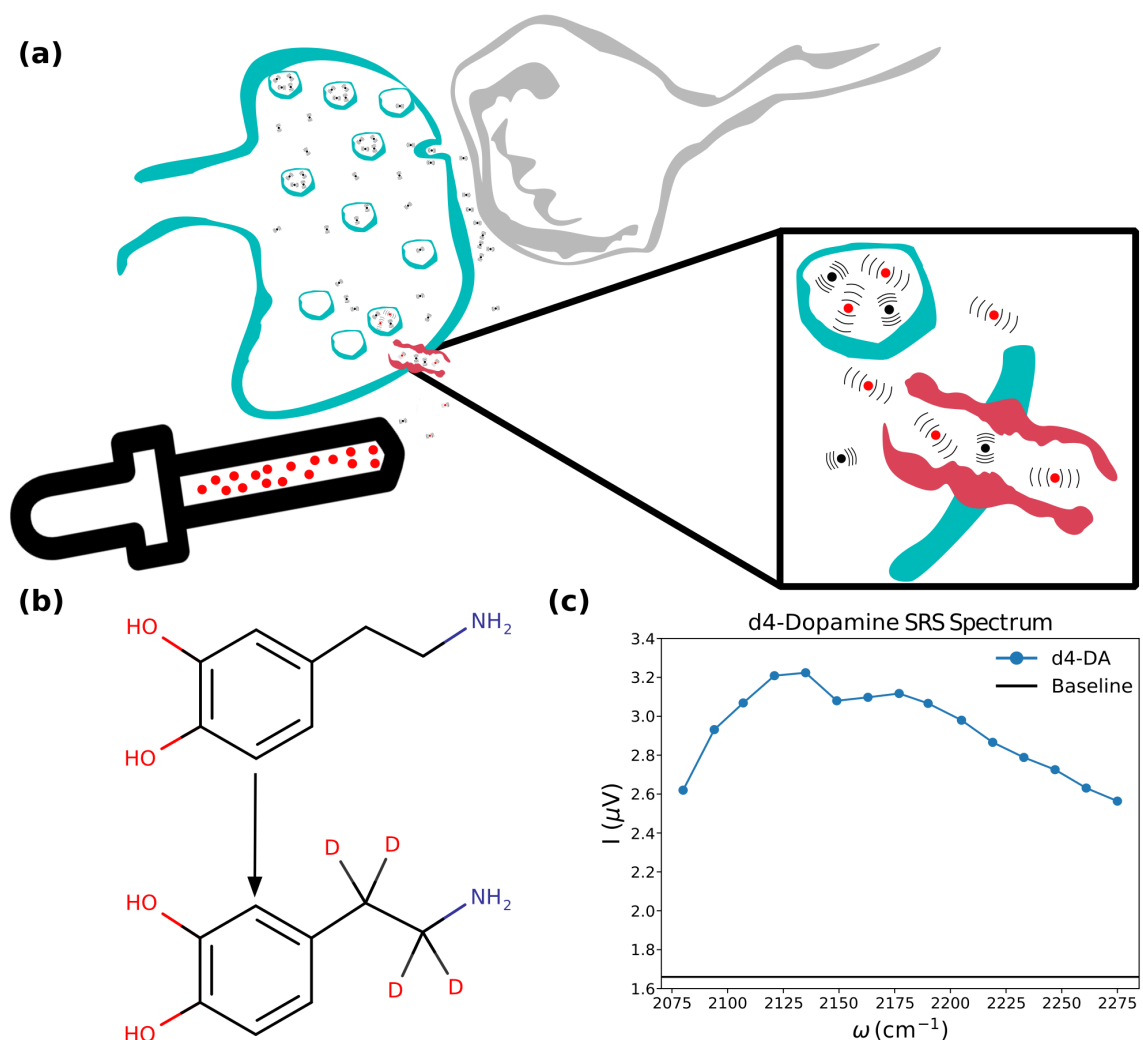 (a)
(b)
HO
NH2
HO
D
D
HO
NH2
D
D
HO
(c)
d4-Dopamine SRS Spectrum
3.4
3.2
3.0
2.8
2.6
2.4
2.2
2.0
1.8
1.6
I (μV)
d4-DA
Baseline
2075 2100 2125 2150 2175 2200 2225 2250 2275
ω (cm⁻¹)